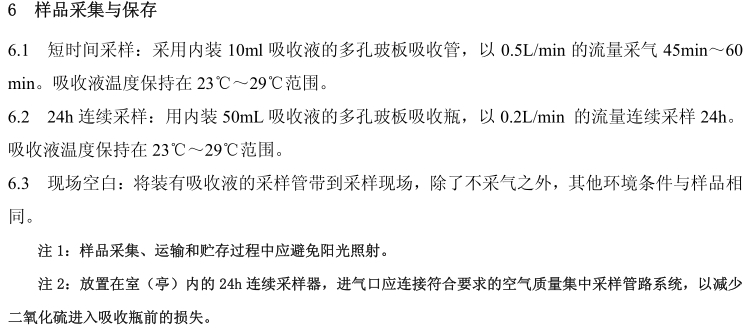 6 样品采集与保存
6.1 短时间采样：采用内装 10ml 吸收液的多孔玻板吸收管，以 0.5L/min 的流量采气 45min～60
min。吸收液温度保持在 23℃～29℃范围。
6.2 24h 连续采样：用内装 50mL 吸收液的多孔玻板吸收瓶，以 0.2L/min 的流量连续采样 24h。
吸收液温度保持在 23℃～29℃范围。
6.3 现场空白：将装有吸收液的采样管带到采样现场，除了不采气之外，其他环境条件与样品相
同。
注 1：样品采集、运输和贮存过程中应避免阳光照射。
注 2：放置在室（亭）内的 24h 连续采样器，进气口应连接符合要求的空气质量集中采样管路系统，以减少
二氧化硫进入吸收瓶前的损失。